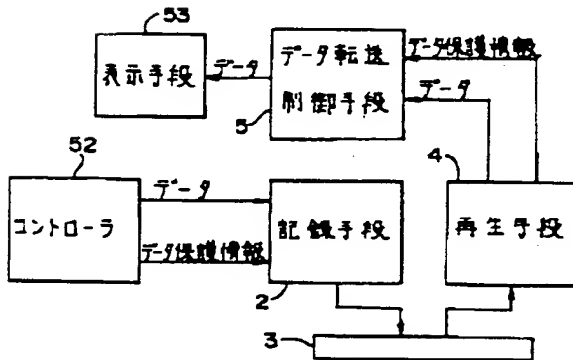 53
表示手段
データ
データ転送
制御手段
5
データ保護情報
データ
4
52
コントローラ
データ
データ保護情報
記録手段
2
再生手段
3